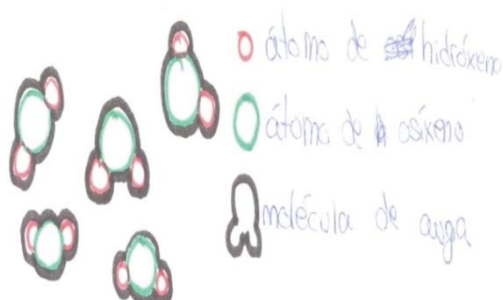 átomo de hidróxeno
átomo de osíxeno
molécula de auga